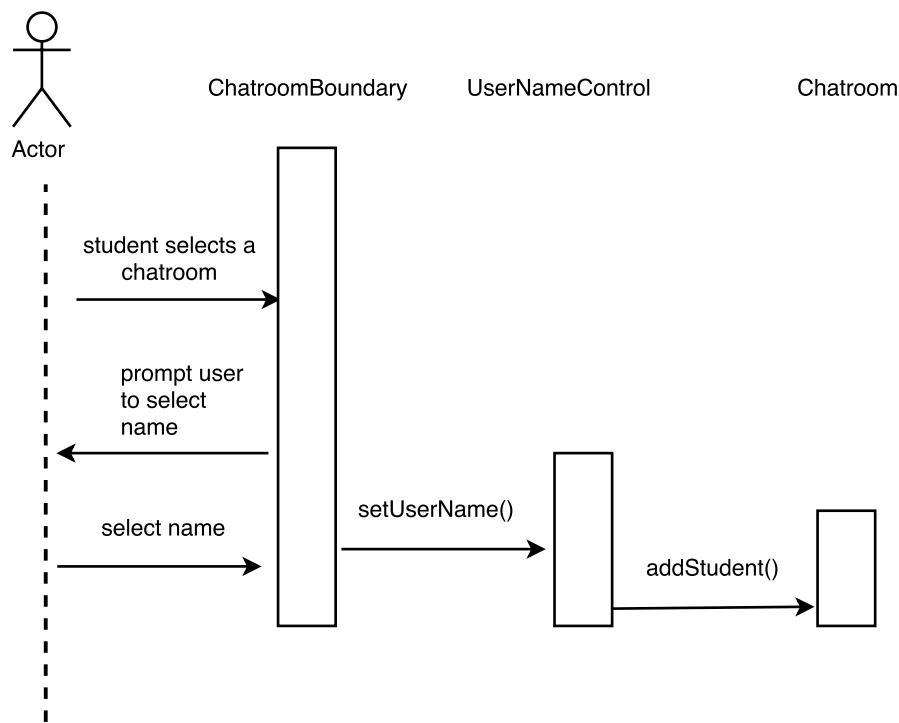 ChatroomBoundary
UserNameControl
Chatroom
Actor
student selects a
chatroom
prompt user
to select
name
select name
setUserName()
addStudent()